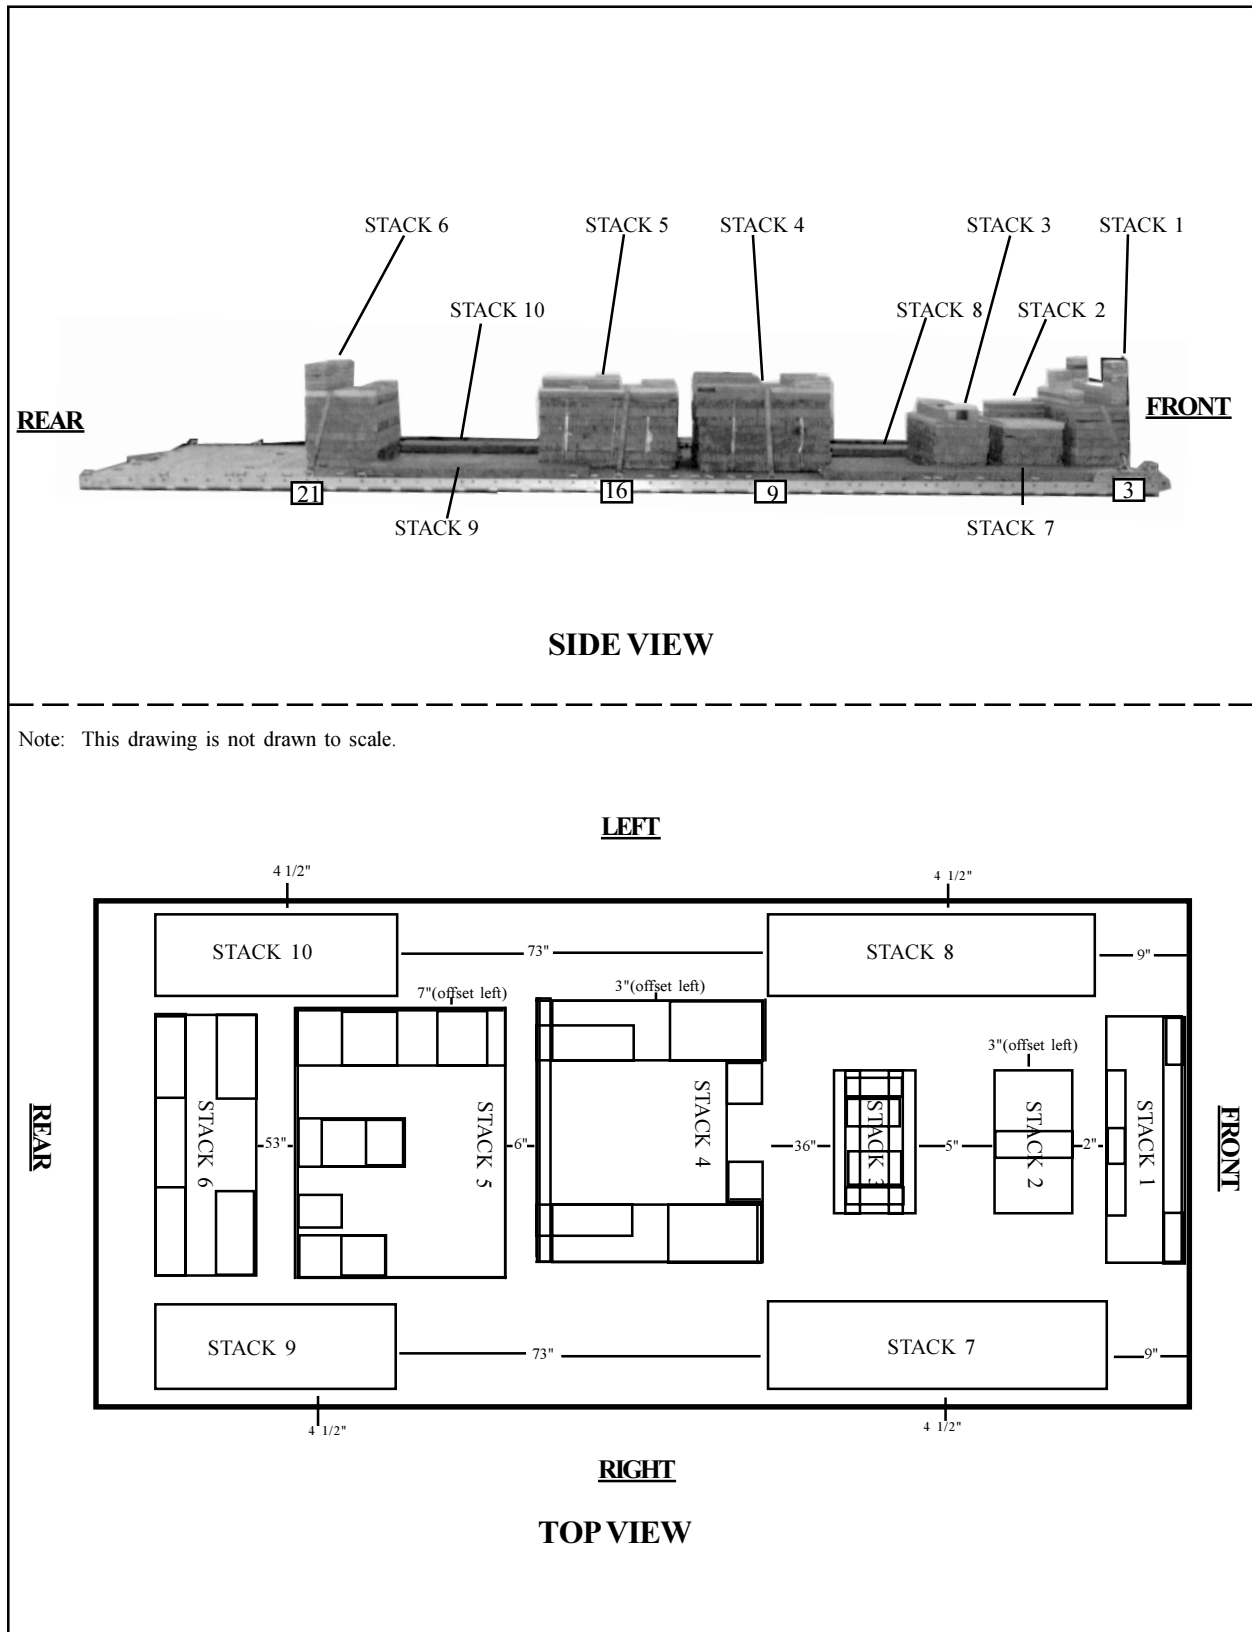 STACK 6
STACK 5
STACK 4
STACK 3
STACK 1
STACK 10
STACK 8
STACK 2
REAR
FRONT
21
16
9
3
STACK 9
STACK 7
SIDE VIEW
Note: This drawing is not drawn to scale.
LEFT
4 1/2"
4 1/2"
STACK 10
73"
STACK 8
9"
7"(offset left)
3"(offset left)
3"(offset left)
REAR
STACK 6
53"
STACK 5
6"
STACK 4
36"
STACK 3
5"
STACK 2
2"
STACK 1
FRONT
STACK 9
73"
STACK 7
9"
4 1/2"
4 1/2"
RIGHT
TOP VIEW